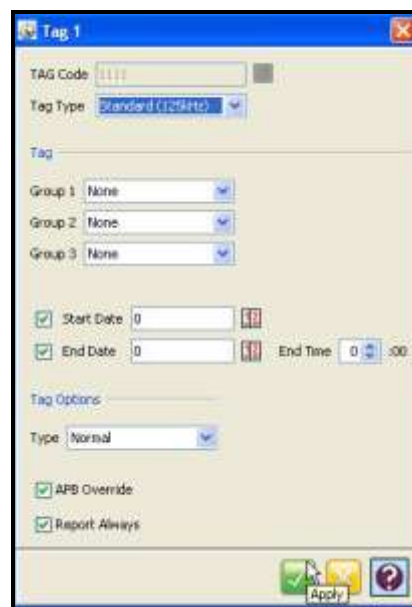 Tag 1
TAG Code 1111
Tag Type Standard (125kHz)
Tag
Group 1 None
Group 2 None
Group 3 None
Start Date 0
End Date 0 End Time 0 :00
Tag Options
Type Normal
APB Override
Report Always
Apply